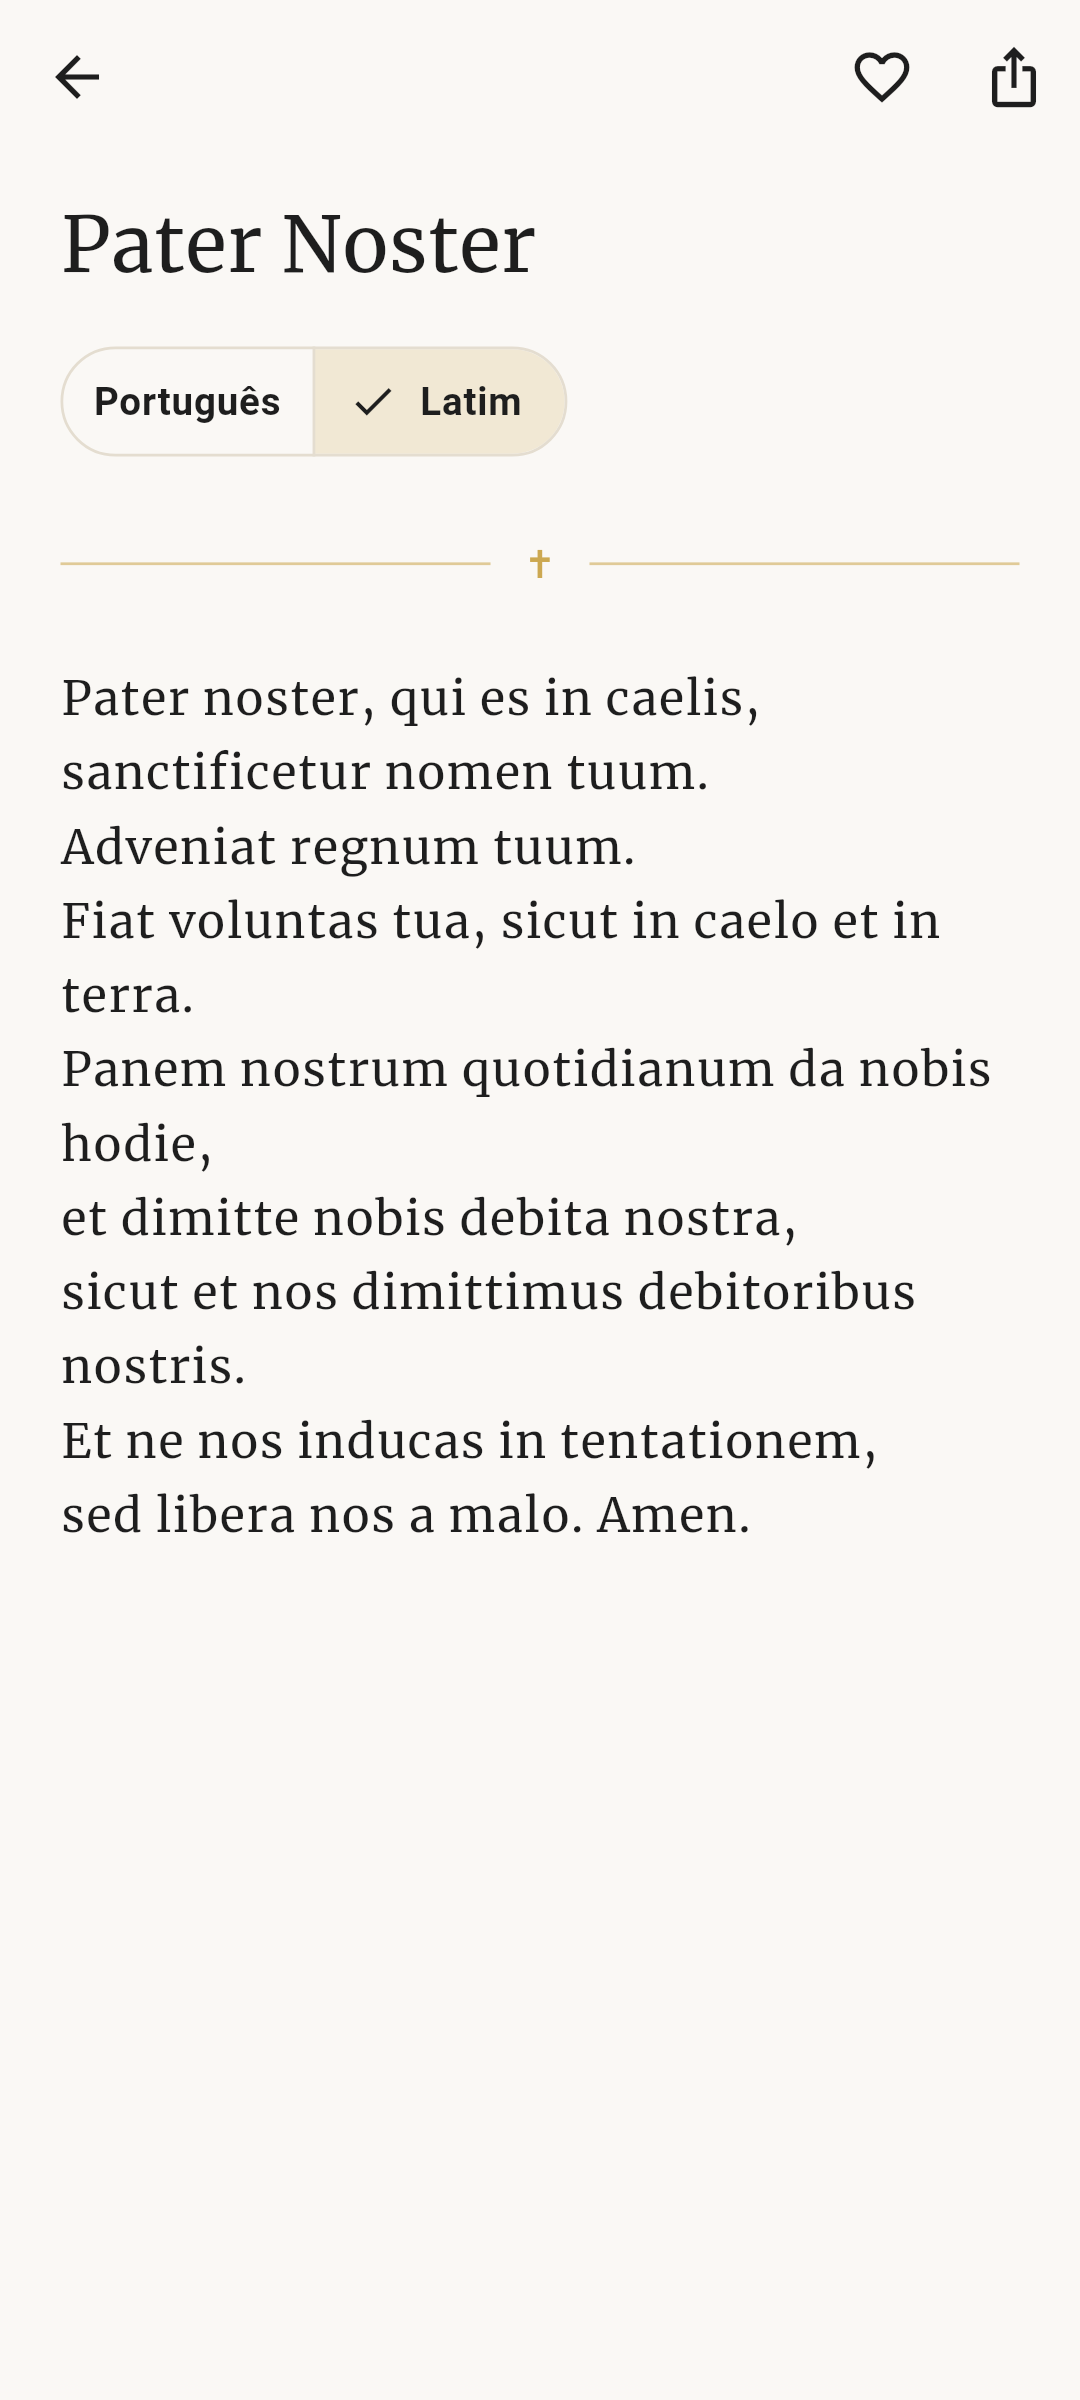 Pater Noster
Português
Latim
Pater noster, qui es in caelis,
sanctificetur nomen tuum.
Adveniat regnum tuum.
Fiat voluntas tua, sicut in caelo et in
terra.
Panem nostrum quotidianum da nobis
hodie,
et dimitte nobis debita nostra,
sicut et nos dimittimus debitoribus
nostris.
Et ne nos inducas in tentationem,
sed libera nos a malo. Amen.